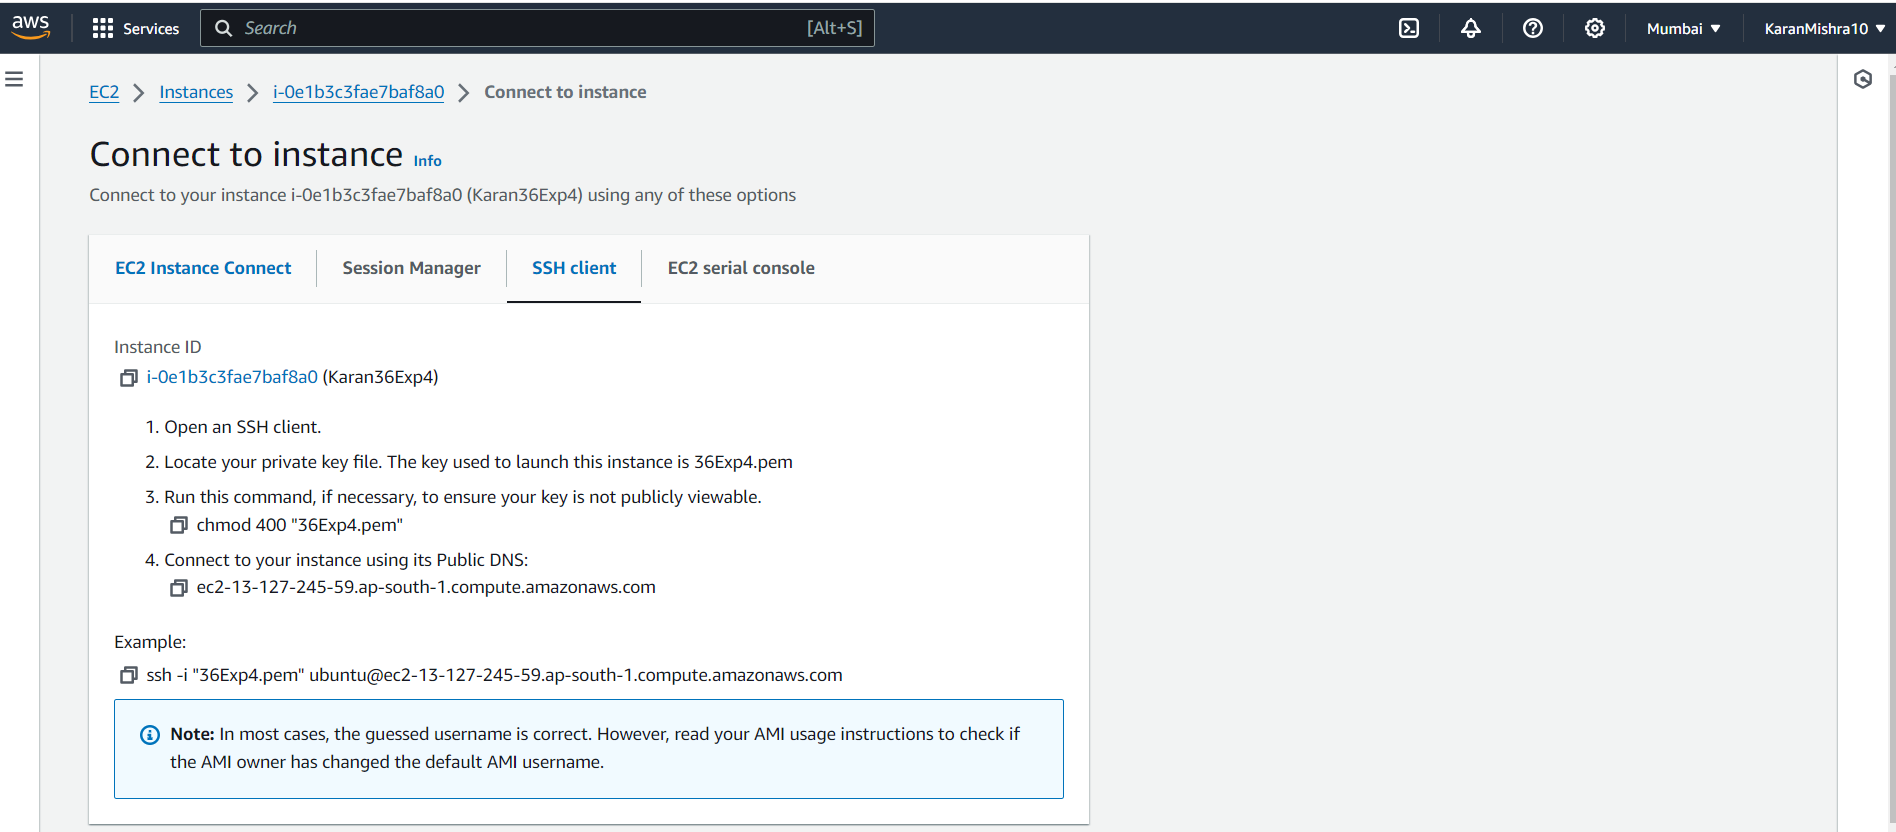 aws
Services
Search
[Alt+S]
Mumbai
KaranMishra10
EC2 Instances i-0e1b3c3fae7baf8a0 Connect to instance
Connect to instance Info
Connect to your instance i-0e1b3c3fae7baf8a0 (Karan36Exp4) using any of these options
EC2 Instance Connect Session Manager SSH client EC2 serial console
Instance ID
i-0e1b3c3fae7baf8a0 (Karan36Exp4)
1. Open an SSH client.
2. Locate your private key file. The key used to launch this instance is 36Exp4.pem
3. Run this command, if necessary, to ensure your key is not publicly viewable.
chmod 400 "36Exp4.pem"
4. Connect to your instance using its Public DNS:
ec2-13-127-245-59.ap-south-1.compute.amazonaws.com
Example:
ssh -i "36Exp4.pem" ubuntu@ec2-13-127-245-59.ap-south-1.compute.amazonaws.com
Note: In most cases, the guessed username is correct. However, read your AMI usage instructions to check if
the AMI owner has changed the default AMI username.